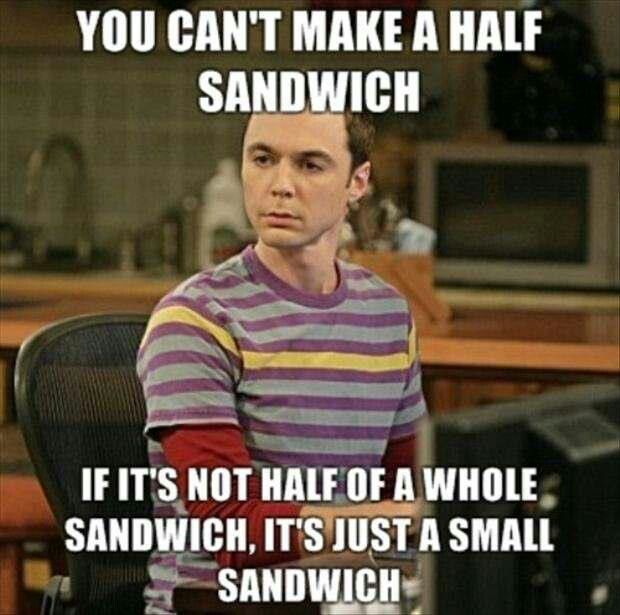 YOU CAN'T MAKE A HALF
SANDWICH
IF IT'S NOT HALF OF A WHOLE
SANDWICH, IT'S JUST A SMALL
SANDWICH